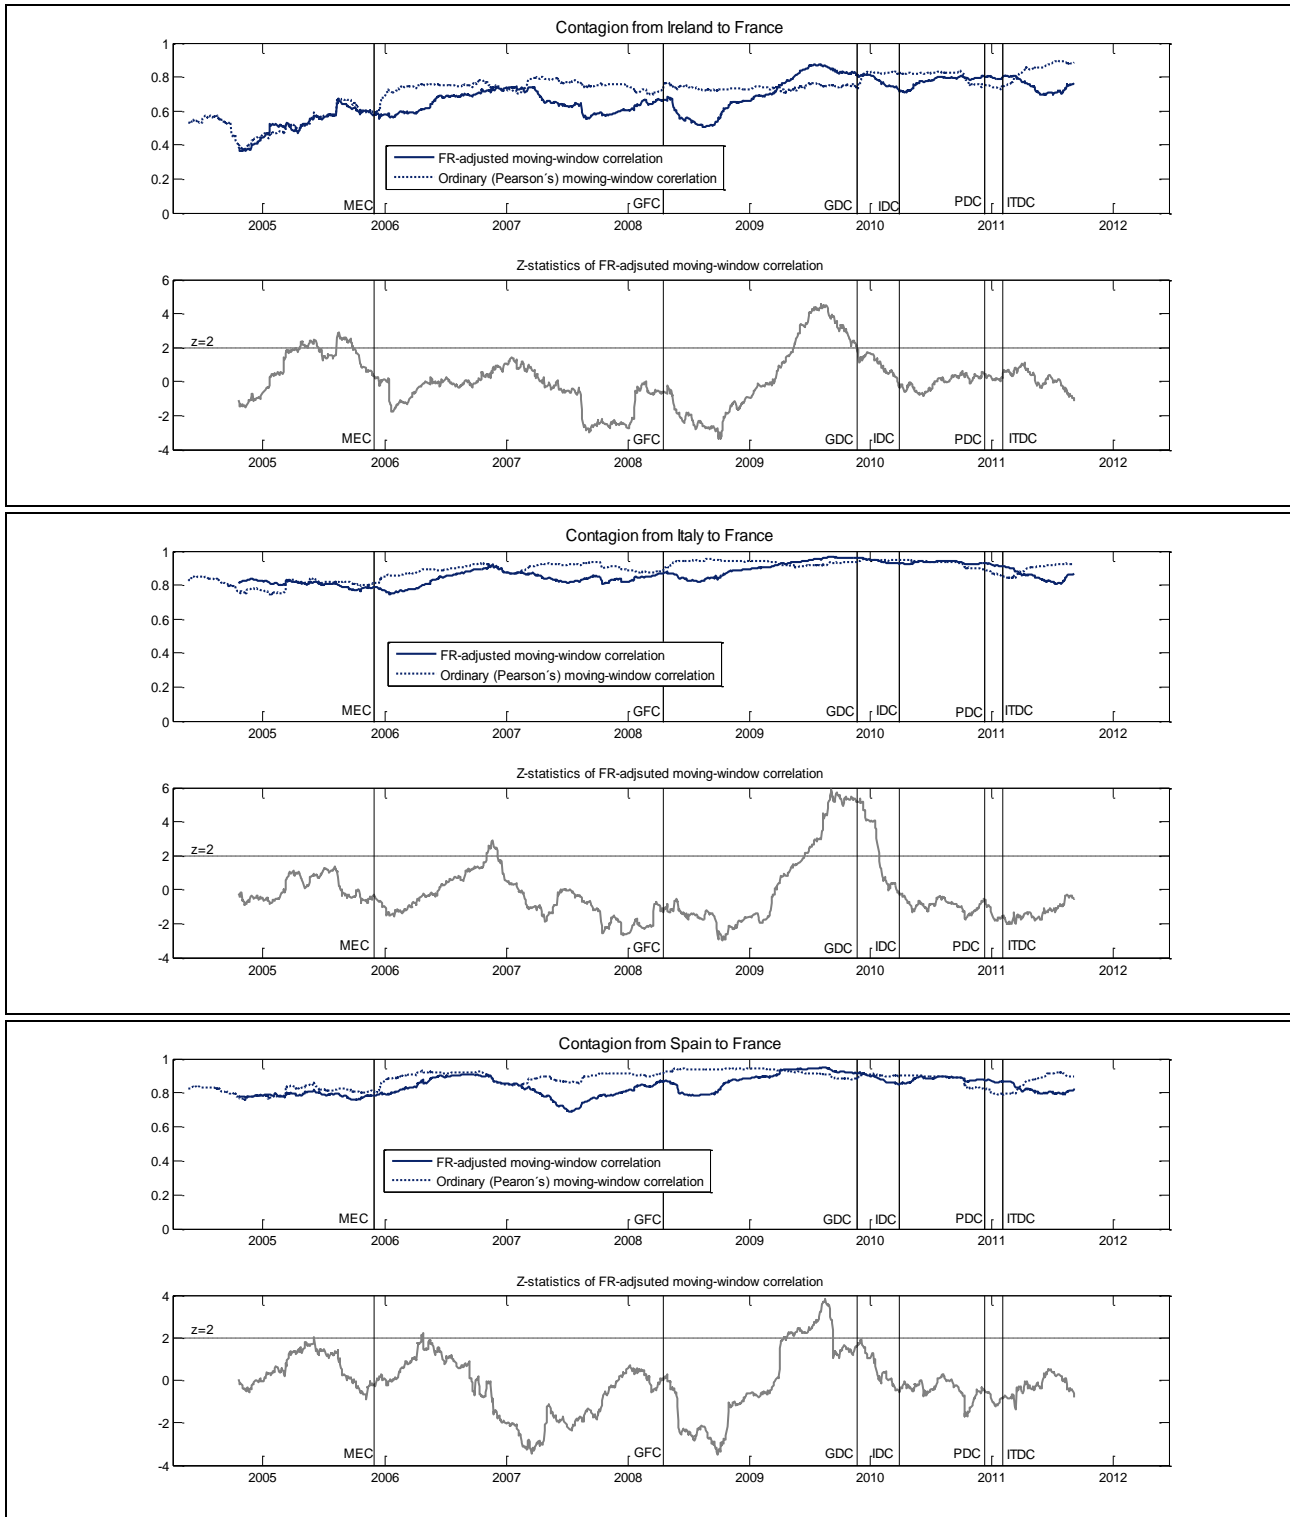 Contagion from Ireland to France
1
0.8
0.6
0.4
0.2
0
FR-adjusted moving-window correlation
Ordinary (Pearson´s) mowing-window corerlation
MEC GFC GDC IDC PDC ITDC
2005 2006 2007 2008 2009 2010 2011 2012
Z-statistics of FR-adjsuted moving-window correlation
6
4
z=2
2
0
-2
-4
MEC GFC GDC IDC PDC ITDC
2005 2006 2007 2008 2009 2010 2011 2012
Contagion from Italy to France
1
0.8
0.6
0.4
0.2
0
FR-adjusted moving-window correlation
Ordinary (Pearson´s) moving-window correlation
MEC GFC GDC IDC PDC ITDC
2005 2006 2007 2008 2009 2010 2011 2012
Z-statistics of FR-adjsuted moving-window correlation
6
4
z=2
2
0
-2
-4
MEC GFC GDC IDC PDC ITDC
2005 2006 2007 2008 2009 2010 2011 2012
Contagion from Spain to France
1
0.8
0.6
0.4
0.2
0
FR-adjusted moving-window correlation
Ordinary (Pearon´s) moving-window correlation
MEC GFC GDC IDC PDC ITDC
2005 2006 2007 2008 2009 2010 2011 2012
Z-statistics of FR-adjsuted moving-window correlation
4
z=2
2
0
-2
-4
MEC GFC GDC IDC PDC ITDC
2005 2006 2007 2008 2009 2010 2011 2012